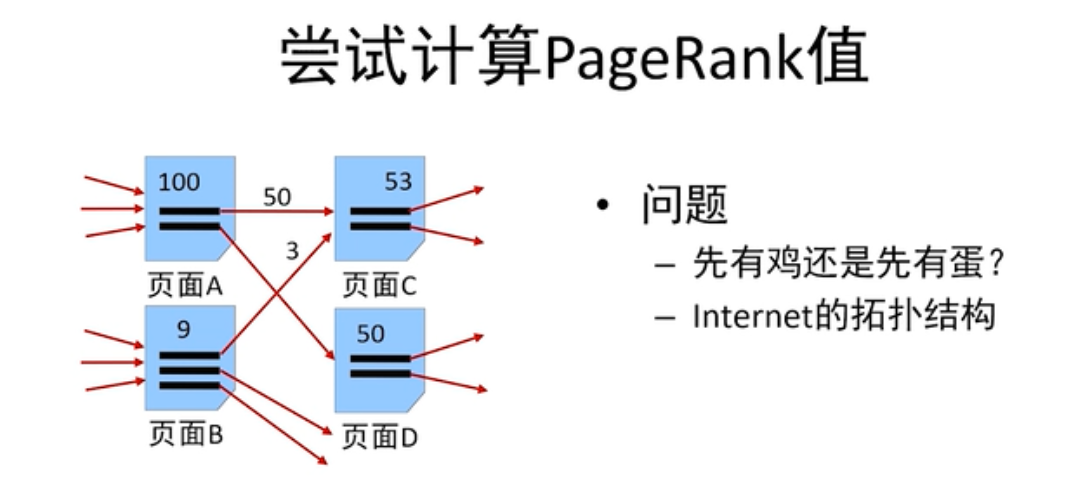 尝试计算PageRank值
100
50
53
3
页面A
页面C
9
50
页面B
页面D
• 问题
– 先有鸡还是先有蛋？
– Internet的拓扑结构